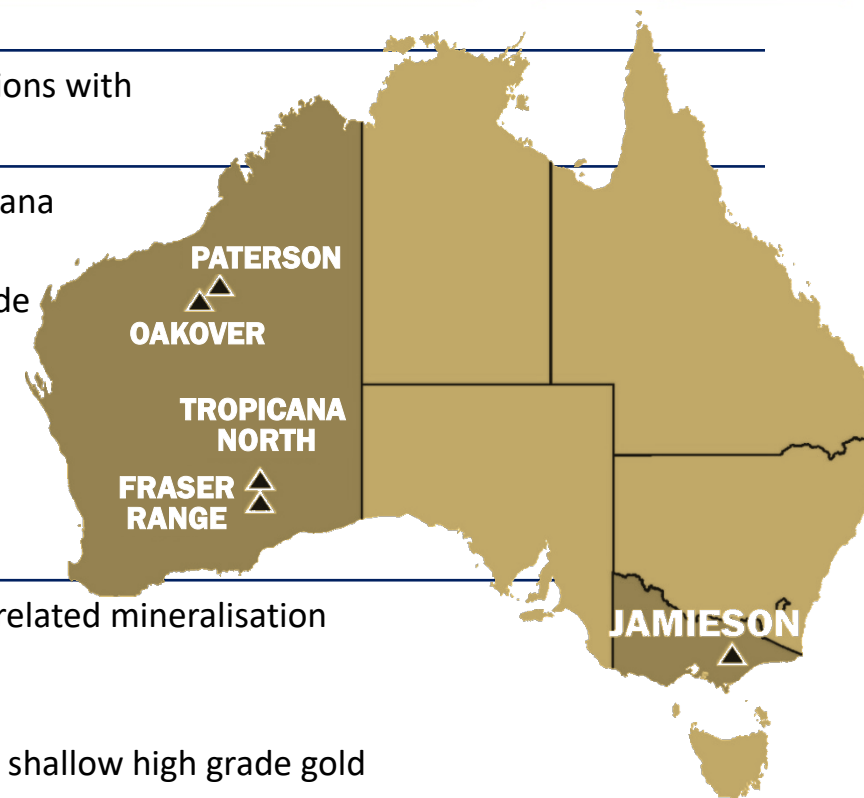 ions with
ana
PATERSON
de
OAKOVER
TROPICANA
NORTH
FRASER
RANGE
related mineralisation
JAMIESON
shallow high grade gold